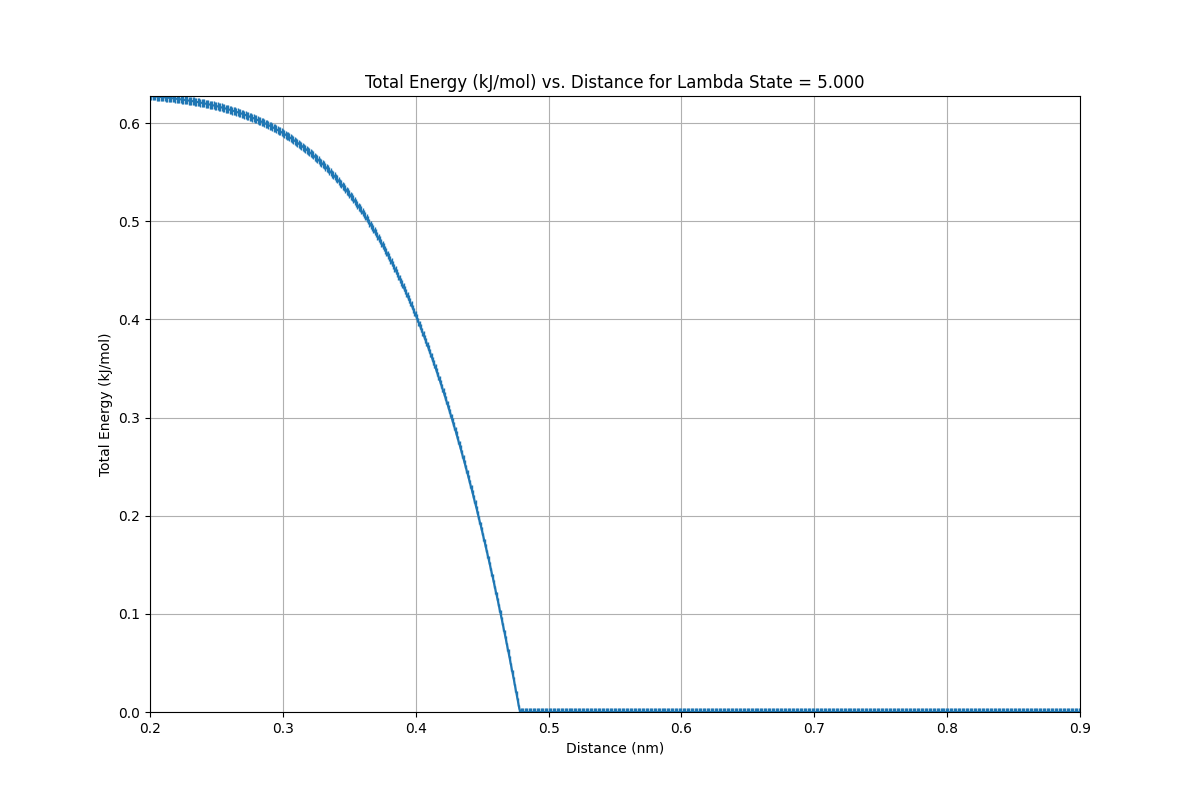 Total Energy (kJ/mol) vs. Distance for Lambda State = 5.000
0.6
0.5
0.4
0.3
0.2
0.1
0.0
Total Energy (kJ/mol)
0.2 0.3 0.4 0.5 0.6 0.7 0.8 0.9
Distance (nm)